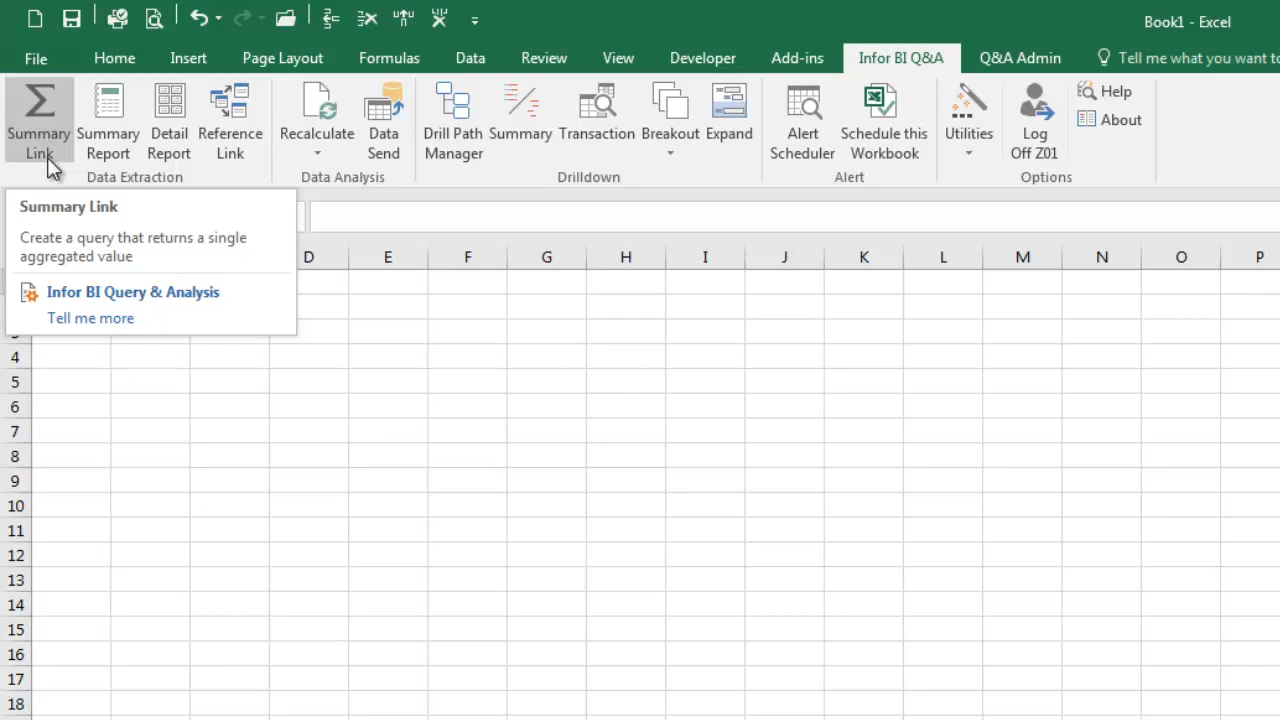 Book1 - Excel
File Home Insert Page Layout Formulas Data Review View Developer Add-ins Infor BI Q&A Q&A Admin Tell me what you want to
Summary Link
Summary Report
Detail Report
Reference Link
Data Extraction
Recalculate
Data Send
Data Analysis
Drill Path Manager
Summary
Transaction
Breakout
Expand
Drilldown
Alert Scheduler
Schedule this Workbook
Alert
Utilities
Log Off Z01
Help
About
Options
Summary Link
Create a query that returns a single
aggregated value
Infor BI Query & Analysis
Tell me more
D E F G H I J K L M N O P
4
5
6
7
8
9
10
11
12
13
14
15
16
17
18